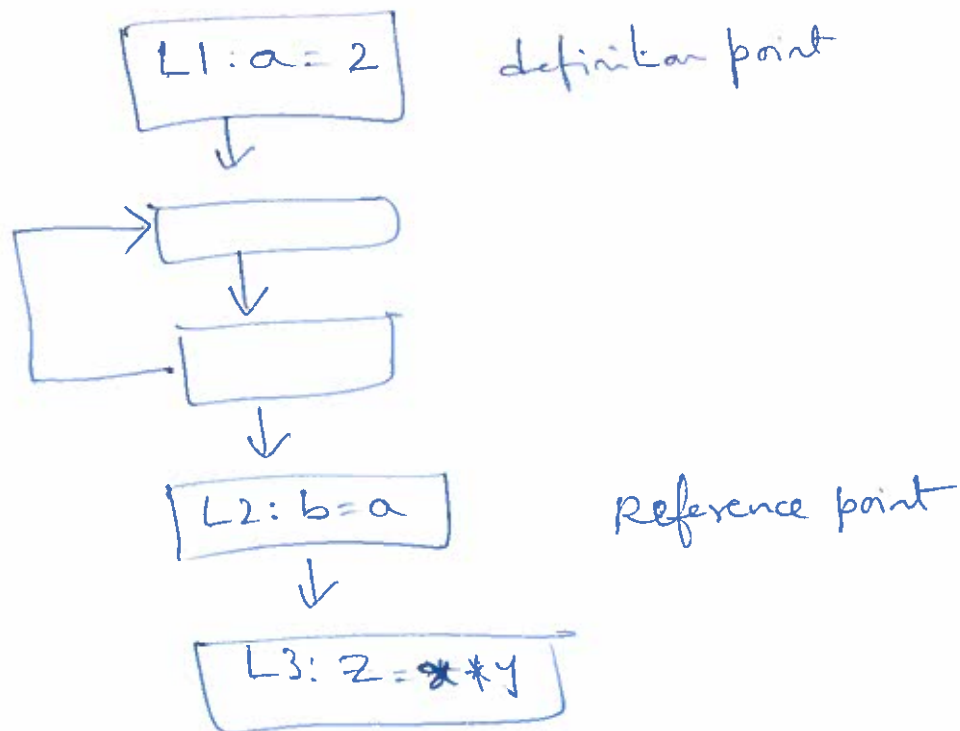 L1: a = 2
definition point
L2: b = a
Reference point
L3: Z = * y